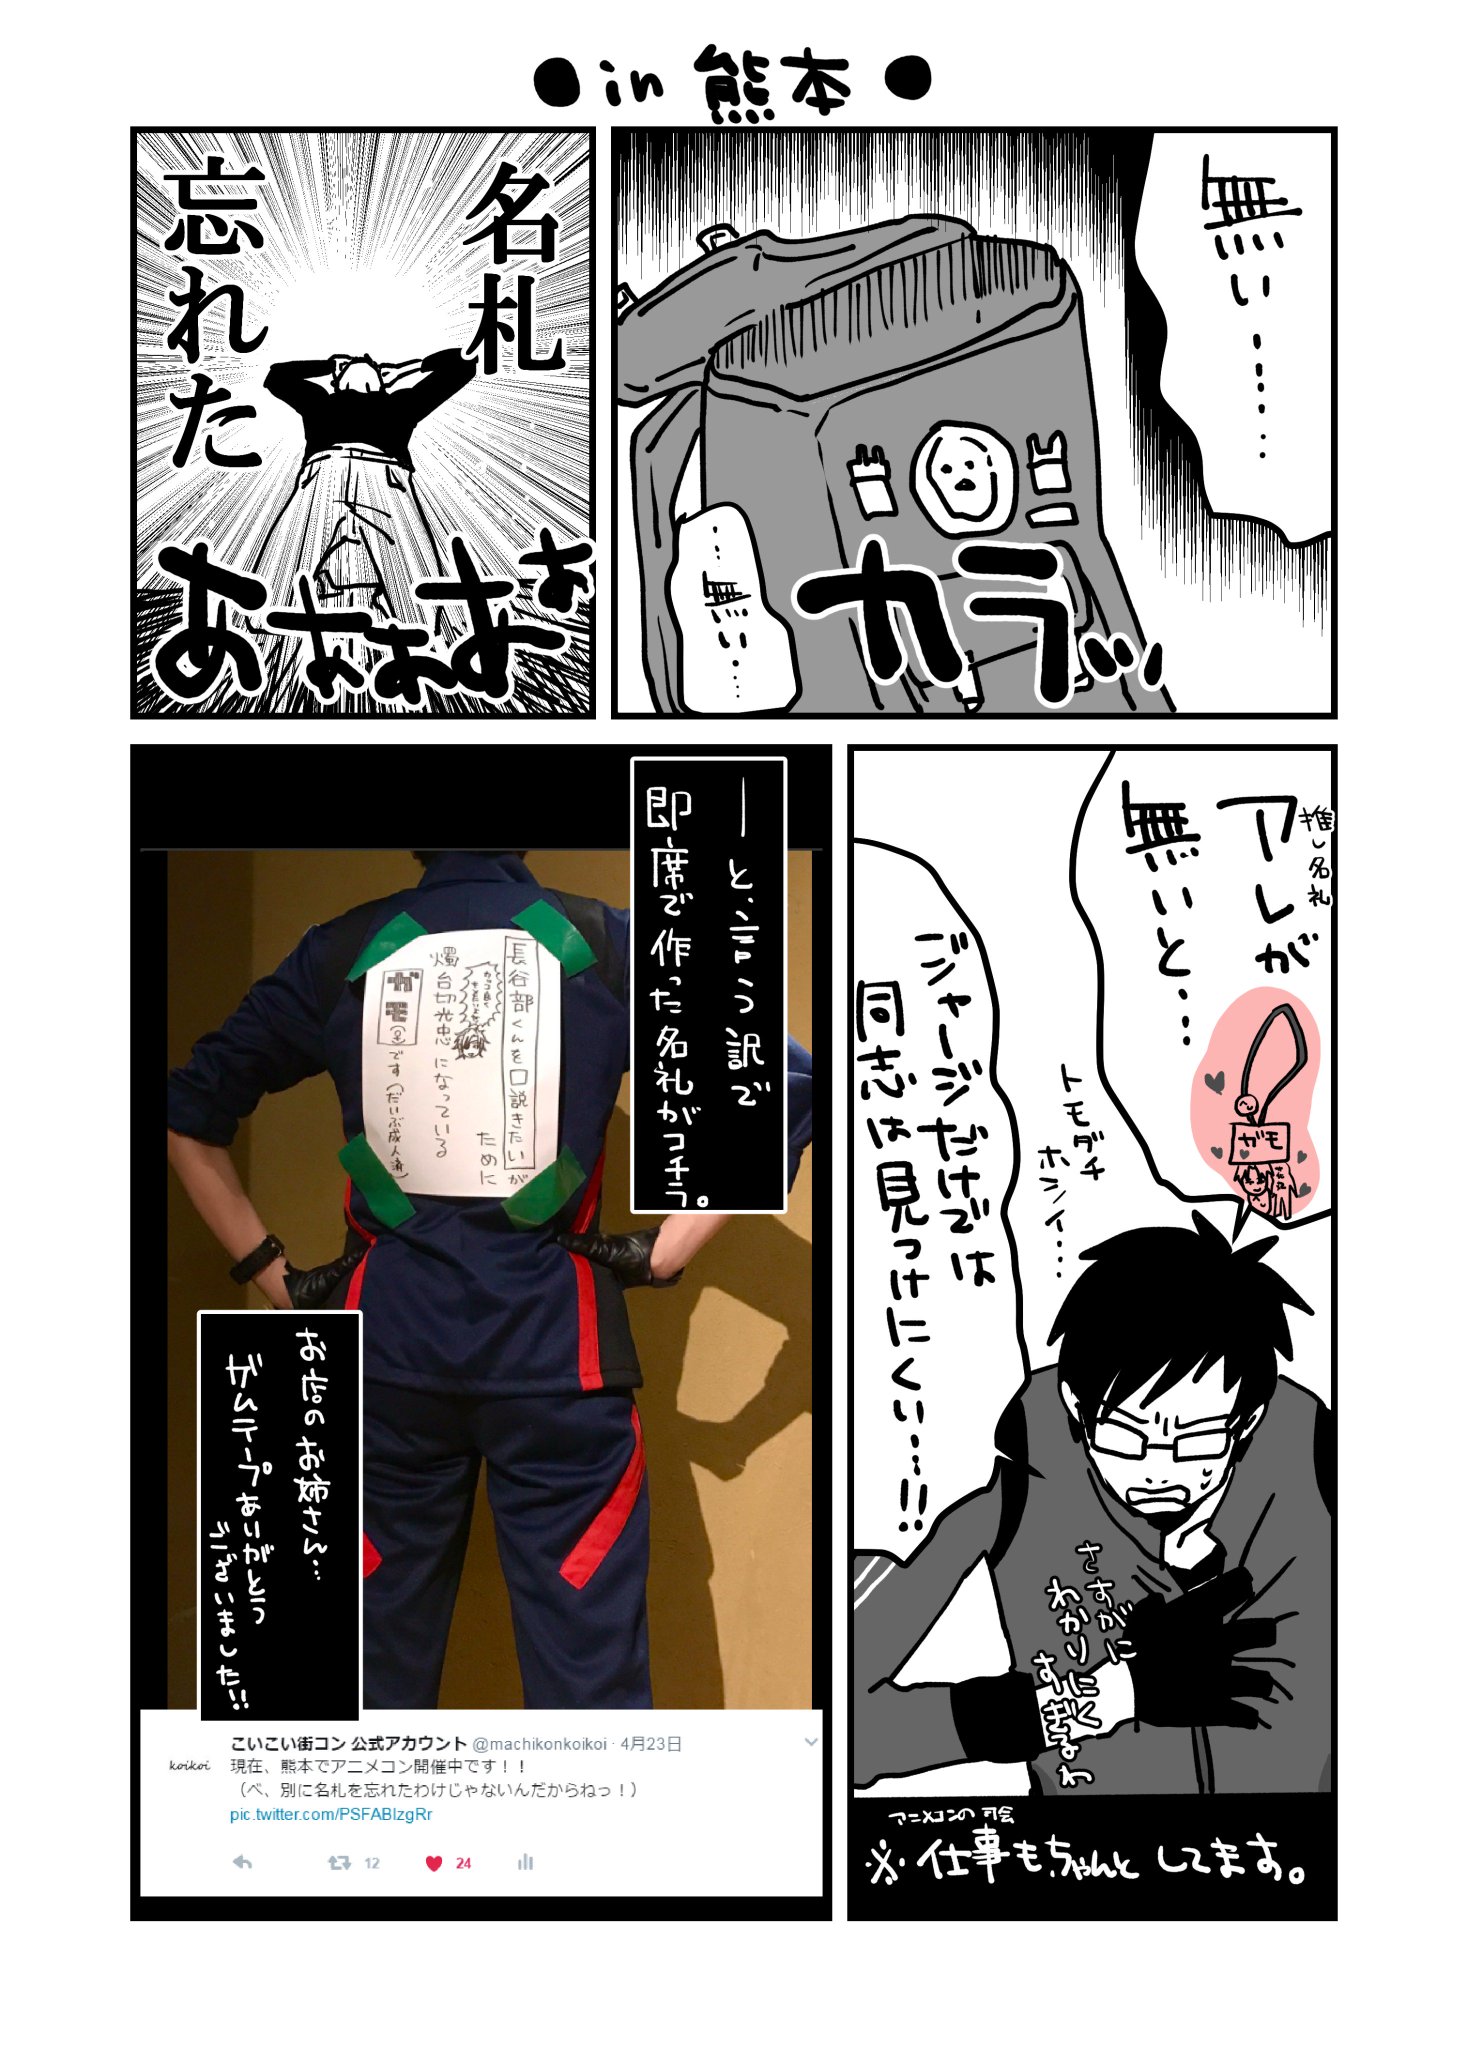 ●in 熊本●
無い……
カラッ…
…無い……
名札
忘れた
あああああ
推し名札
アレが
無いと…
ガモ
トモダチ
ホシイ…
ジャージだけでは
同志は見つけにくい…!!
さすがに
わかりにく
すぎるわ
アニメコンの司会
※仕事もちゃんとしてます。
ーと、言う訳で
即席で作った名札がコチラ。
長谷部くんを口説きたいが
ために
燭台切光忠になっている
ガモ(♀)です(だいぶ成人済)
お店のお姉さん…
ガムテープありがとう
ございました!!
koikoi
こいこい街コン 公式アカウント @machikonkoikoi · 4月23日
現在、熊本でアニメコン開催中です！！
（べ、別に名札を忘れたわけじゃないんだからねっ！）
pic.twitter.com/PSFABlzgRr
12 24